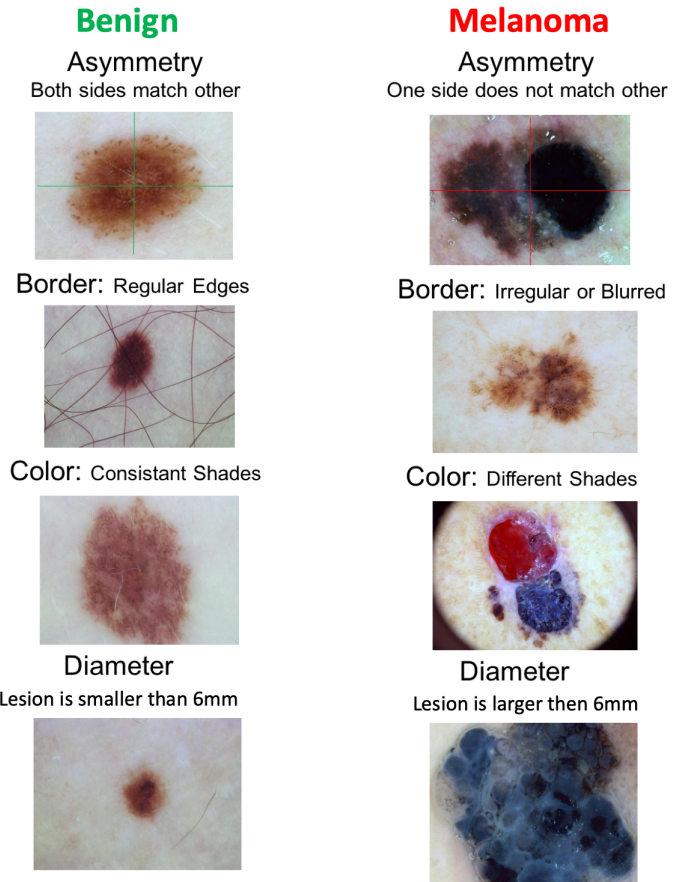 Benign
Asymmetry
Both sides match other
Border: Regular Edges
Color: Consistant Shades
Diameter
Lesion is smaller than 6mm
Melanoma
Asymmetry
One side does not match other
Border: Irregular or Blurred
Color: Different Shades
Diameter
Lesion is larger then 6mm